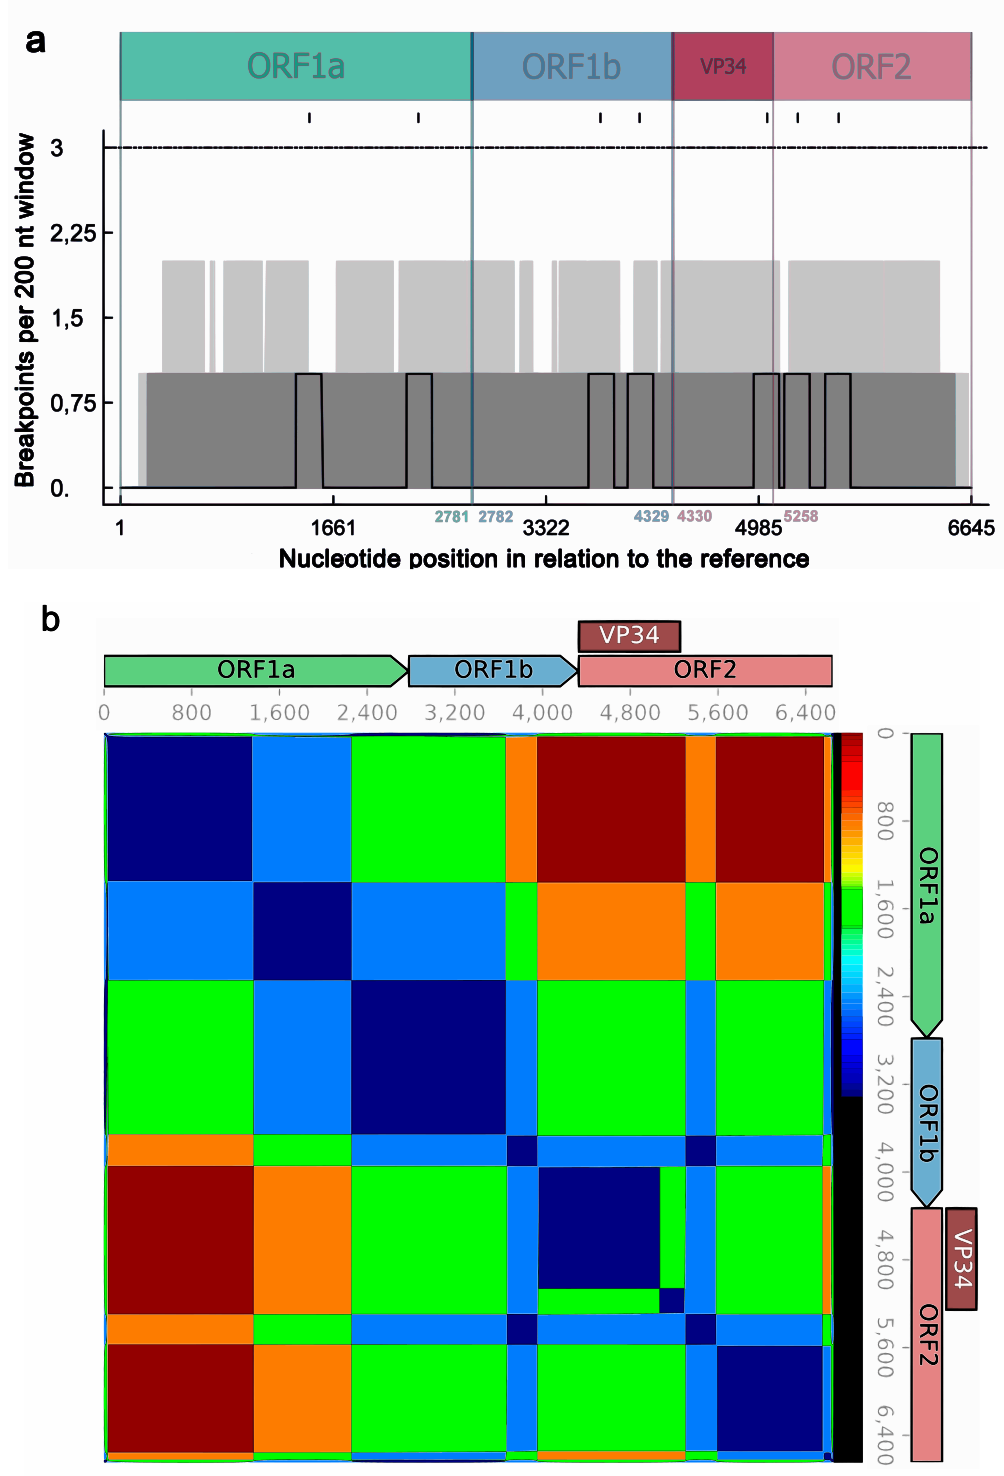 a
ORF1a ORF1b VP34 ORF2
Breakpoints per 200 nt window
3
2,25
1,5
0.75
0.
2781 2782 4329 4330 5258
1 1661 3322 4985 6645
Nucleotide position in relation to the reference
b
VP34
ORF1a ORF1b ORF2
0 800 1,600 2,400 3,200 4,000 4,800 5,600 6,400
0
800
1,600
2,400
3,200
4,000
4,800
5,600
6,400
ORF1a
ORF1b
VP34
ORF2